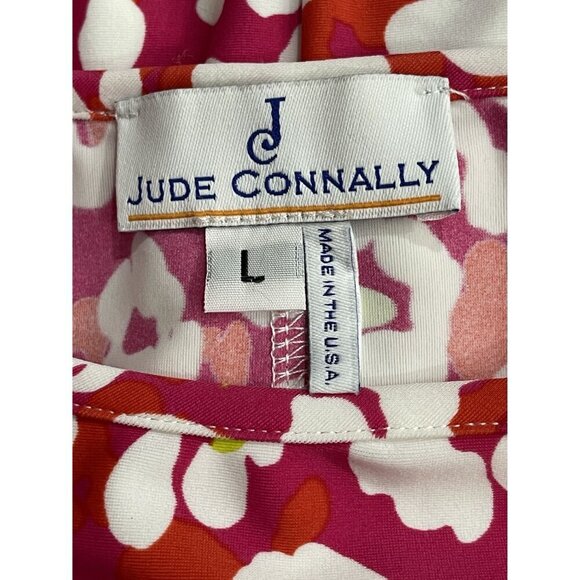 JC
JUDE CONNALLY
L
MADE IN THE U.S.A.